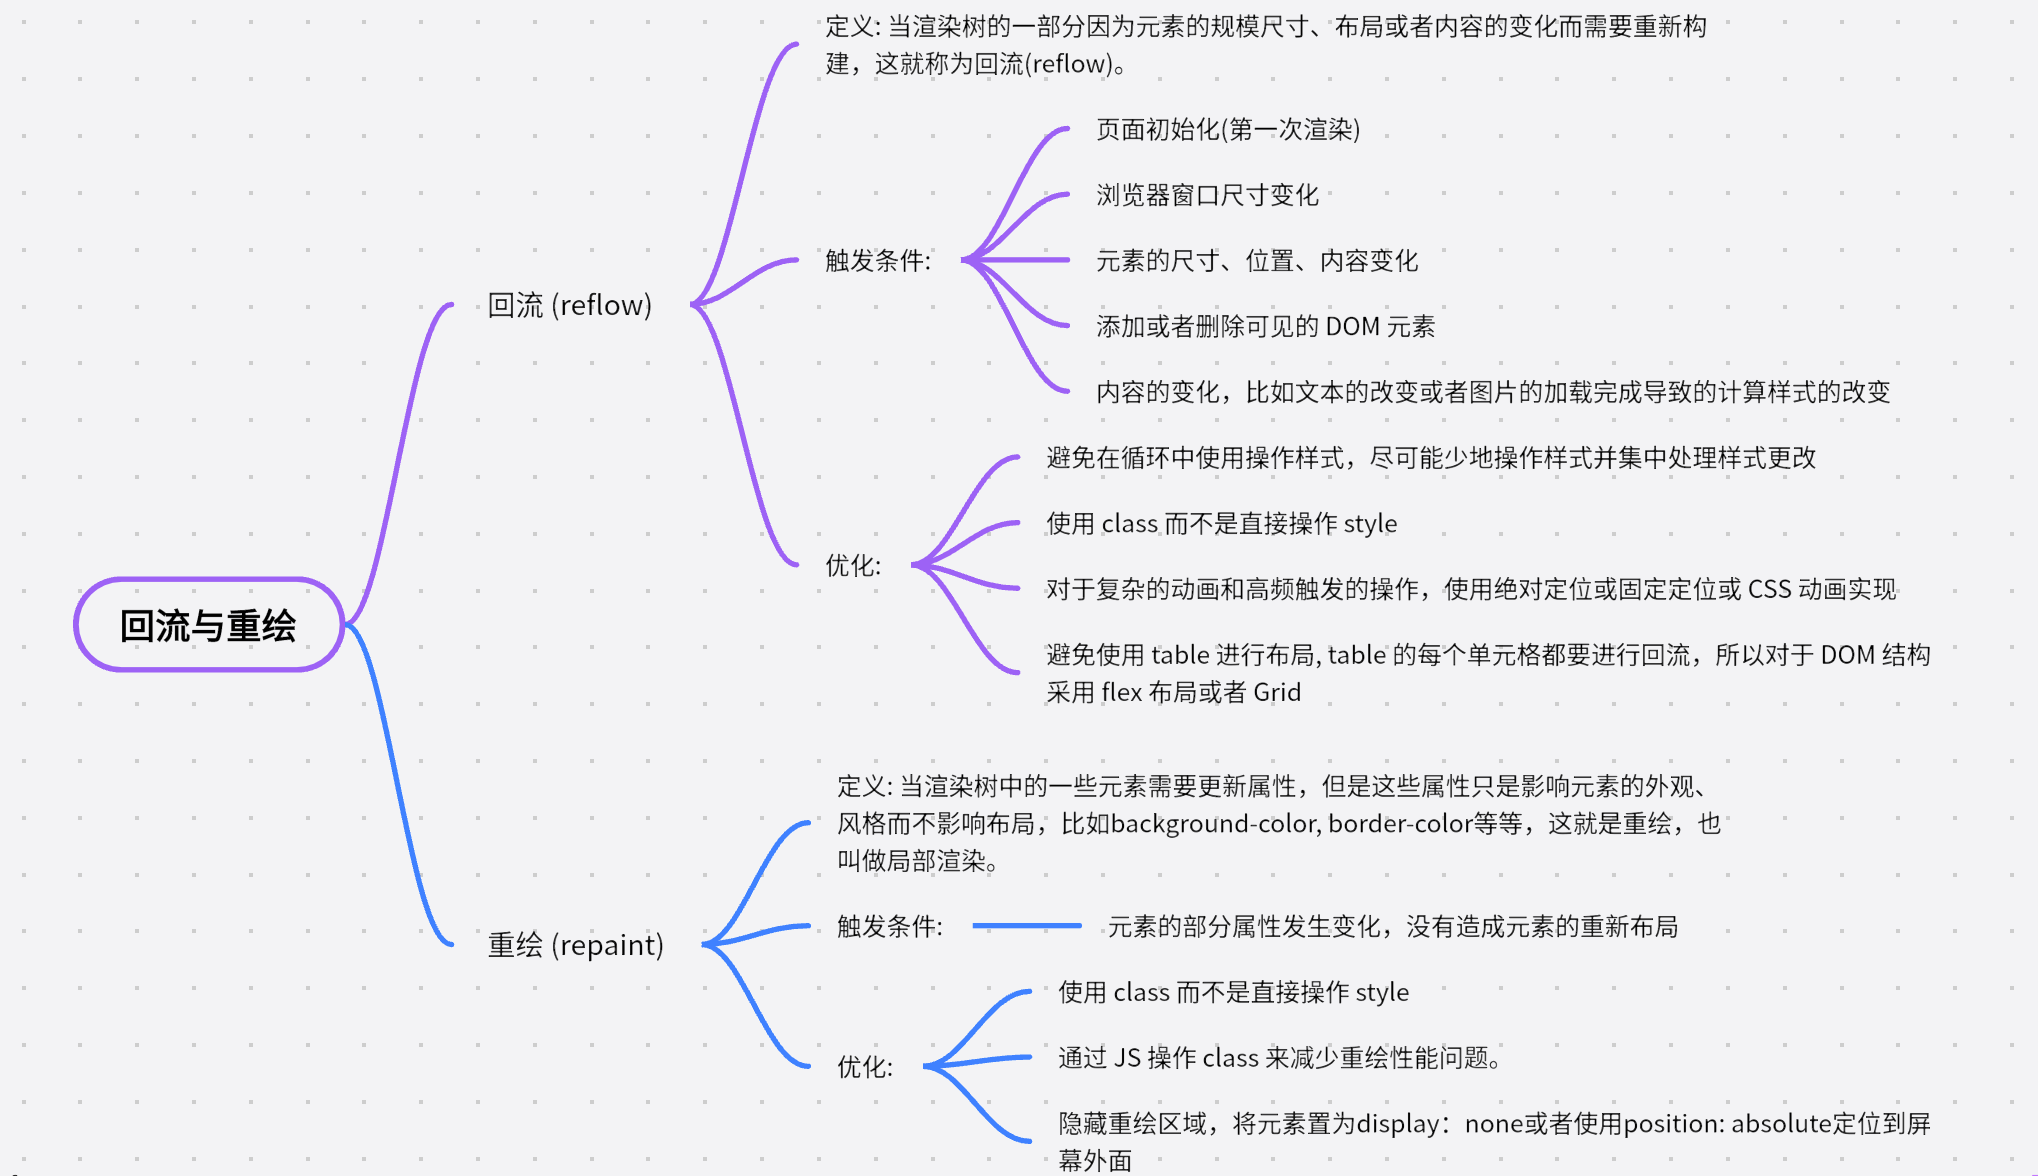 回流与重绘
回流 (reflow)
定义: 当渲染树的一部分因为元素的规模尺寸、布局或者内容的变化而需要重新构
建，这就称为回流(reflow)。
触发条件:
页面初始化(第一次渲染)
浏览器窗口尺寸变化
元素的尺寸、位置、内容变化
添加或者删除可见的 DOM 元素
内容的变化，比如文本的改变或者图片的加载完成导致的计算样式的改变
优化:
避免在循环中使用操作样式，尽可能少地操作样式并集中处理样式更改
使用 class 而不是直接操作 style
对于复杂的动画和高频触发的操作，使用绝对定位或固定定位或 CSS 动画实现
避免使用 table 进行布局, table 的每个单元格都要进行回流，所以对于 DOM 结构
采用 flex 布局或者 Grid
重绘 (repaint)
定义: 当渲染树中的一些元素需要更新属性，但是这些属性只是影响元素的外观、
风格而不影响布局，比如background-color, border-color等等，这就是重绘，也
叫做局部渲染。
触发条件:
元素的部分属性发生变化，没有造成元素的重新布局
优化:
使用 class 而不是直接操作 style
通过 JS 操作 class 来减少重绘性能问题。
隐藏重绘区域，将元素置为display：none或者使用position: absolute定位到屏
幕外面